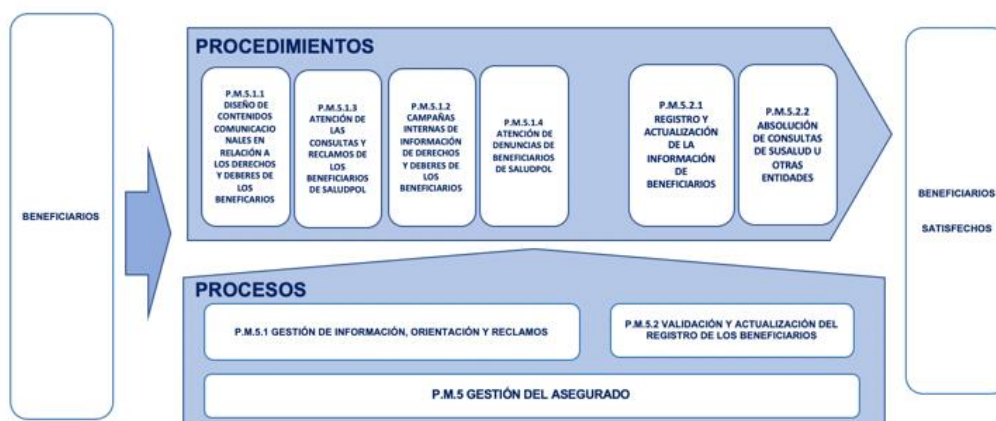 BENEFICIARIOS
PROCEDIMIENTOS
P.M.5.1.1
DISEÑO DE
CONTENIDOS
COMUNICACIO
NALES EN
RELACIÓN A
LOS DERECHOS
Y DEBERES DE
LOS
BENEFICARIOS
P.M.5.1.3
ATENCIÓN DE
LAS
CONSULTAS Y
RECLAMOS DE
LOS
BENEFICIARIOS
DE SALUDPOL
P.M.5.1.2
CAMPAÑAS
INTERNAS DE
INFORMACIÓN
DE DERECHOS
Y DEBERES DE
LOS
BENEFICIARIOS
P.M.5.1.4
ATENCIÓN DE
DENUNCIAS DE
BENEFICIARIOS
DE SALUDPOL
P.M.5.2.1
REGISTRO Y
ACTUALIZACIÓN
DE LA
INFORMACIÓN
DE
BENEFICIARIOS
P.M.5.2.2
ABSOLUCIÓN
DE CONSULTAS
DE SUSALUD U
OTRAS
ENTIDADES
BENEFICIARIOS
SATISFECHOS
PROCESOS
P.M.5.1 GESTIÓN DE INFORMACIÓN, ORIENTACIÓN Y RECLAMOS
P.M.5.2 VALIDACIÓN Y ACTUALIZACIÓN DEL
REGISTRO DE LOS BENEFICIARIOS
P.M.5 GESTIÓN DEL ASEGURADO